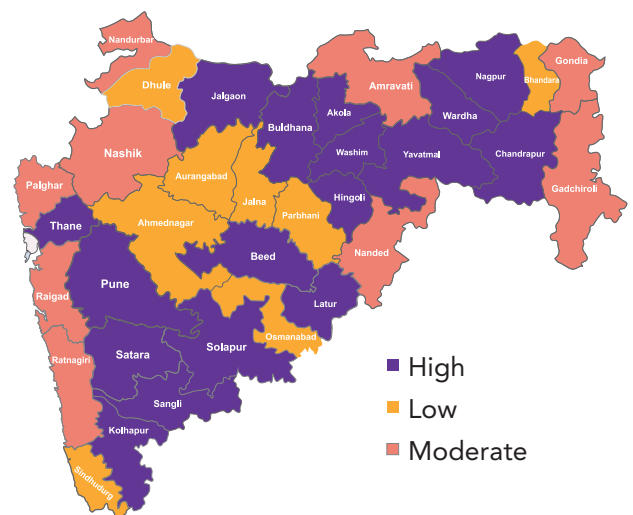 Nandurbar
Gondia
Dhule
Nagpur
Bhandara
Amravati
Jalgaon
Akola
Wardha
Buldhana
Nashik
Washim
Yavatmal
Chandrapur
Aurangabad
Palghar
Gadchiroli
Hingoli
Jalna
Parbhani
Ahmednagar
Thane
Beed
Nanded
Pune
Raigad
Latur
Osmanabad
Solapur
Satara
Ratnagiri
High
Sangli
Low
Kolhapur
Moderate
Sindhudurg